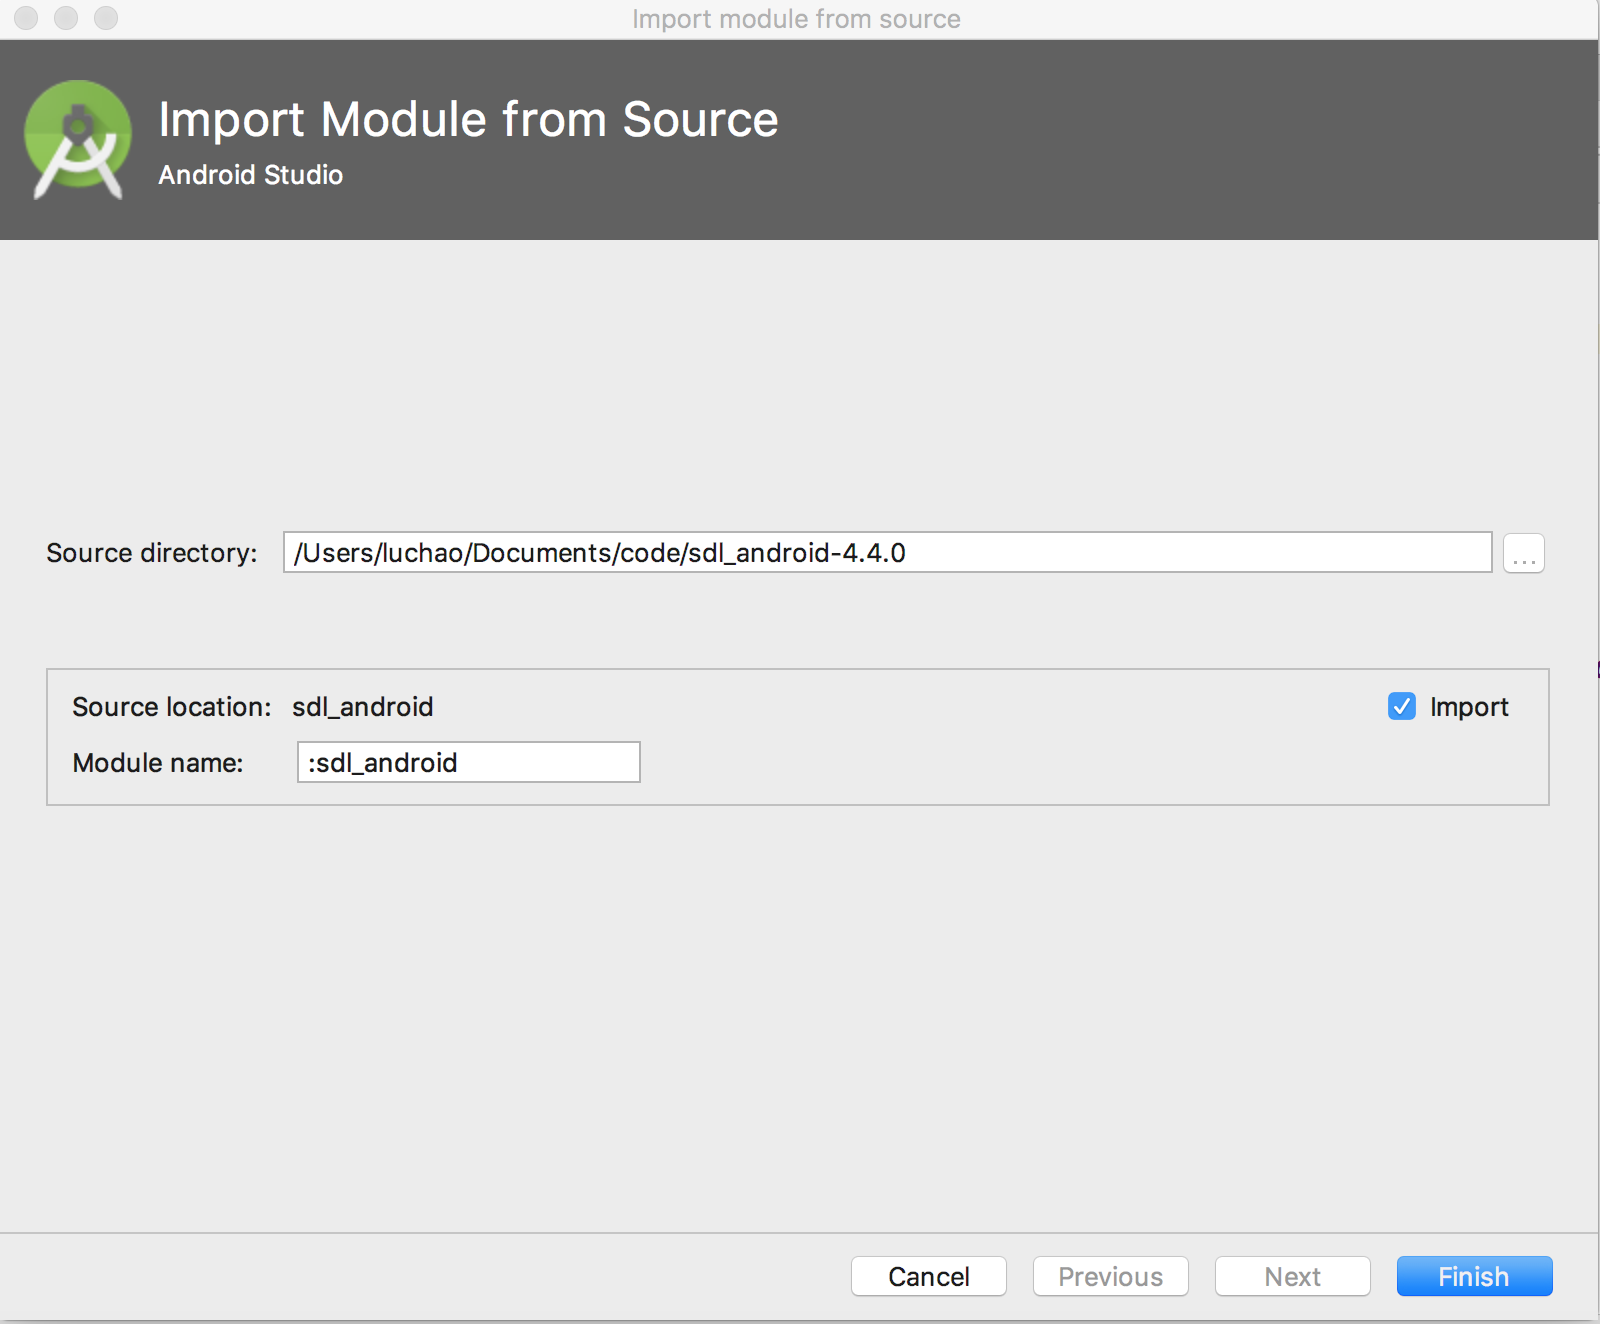 Import module from source
Import Module from Source
Android Studio
Source directory: /Users/luchao/Documents/code/sdl_android-4.4.0 ...
Source location: sdl_android Import
Module name: :sdl_android
Cancel Previous Next Finish